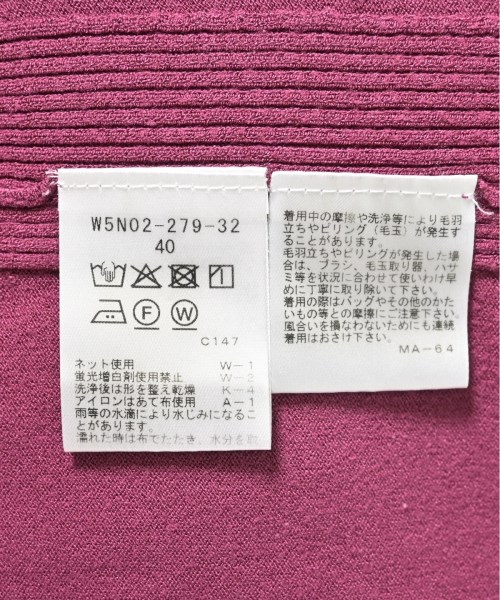 W5N02-279-32
40
F W
C147
ネット使用 W-1
蛍光増白剤使用禁止 W-2
洗浄後は形を整え乾燥 K-4
アイロンはあて布使用 A-1
雨等の水滴により水じみになるこ
とがあります。
濡れた時は布でたたき、水分を取
着用中の摩擦や洗浄等により毛羽
立ちやピリング（毛玉）が発生す
ることがあります。
毛羽立ちやピリングが発生した場
合は、ブラシ、毛玉取り器、ハサ
ミ等を状況に合わせて使いわけ早
めに丁寧に取り除いて下さい。
着用の際はバッグやその他のかた
いもの等との摩擦にご注意下さい。
風合いを損なわないためにも連続
着用はおさけ下さい。
MA-64